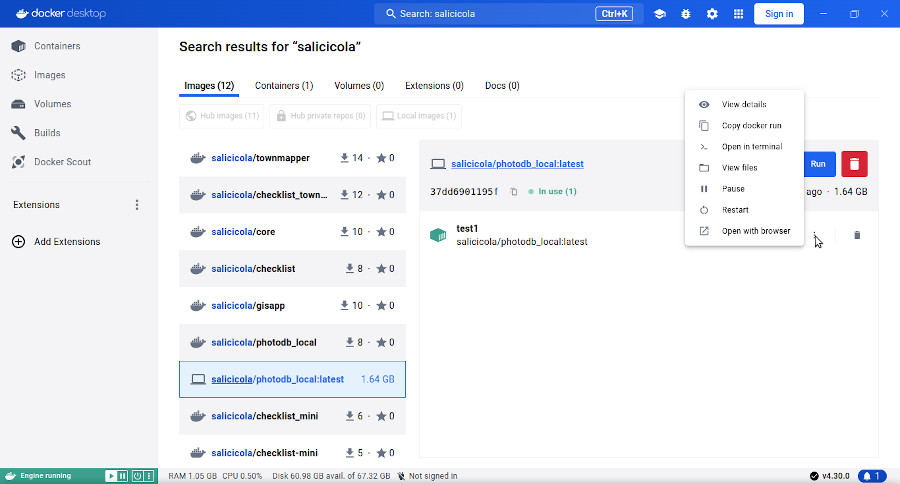 docker desktop
Search: salicicola
Ctrl+K
Sign in
Containers
Images
Volumes
Builds
Docker Scout
Extensions
Add Extensions
Search results for “salicicola”
Images (12) Containers (1) Volumes (0) Extensions (0) Docs (0)
Hub images (11) Hub private repos (0) Local images (1)
salicicola/townmapper 14 · 0
salicicola/checklist_town... 12 · 0
salicicola/core 10 · 0
salicicola/checklist 8 · 0
salicicola/gisapp 10 · 0
salicicola/photodb_local 8 · 0
salicicola/photodb_local:latest 1.64 GB
salicicola/checklist_mini 6 · 0
salicicola/checklist-mini 5 · 0
salicicola/photodb_local:latest
Run
37dd6901195f
In use (1)
ago · 1.64 GB
test1
salicicola/photodb_local:latest
View details
Copy docker run
Open in terminal
View files
Pause
Restart
Open with browser
Engine running
RAM 1.05 GB CPU 0.50% Disk 60.98 GB avail. of 67.32 GB Not signed in
v4.30.0
1